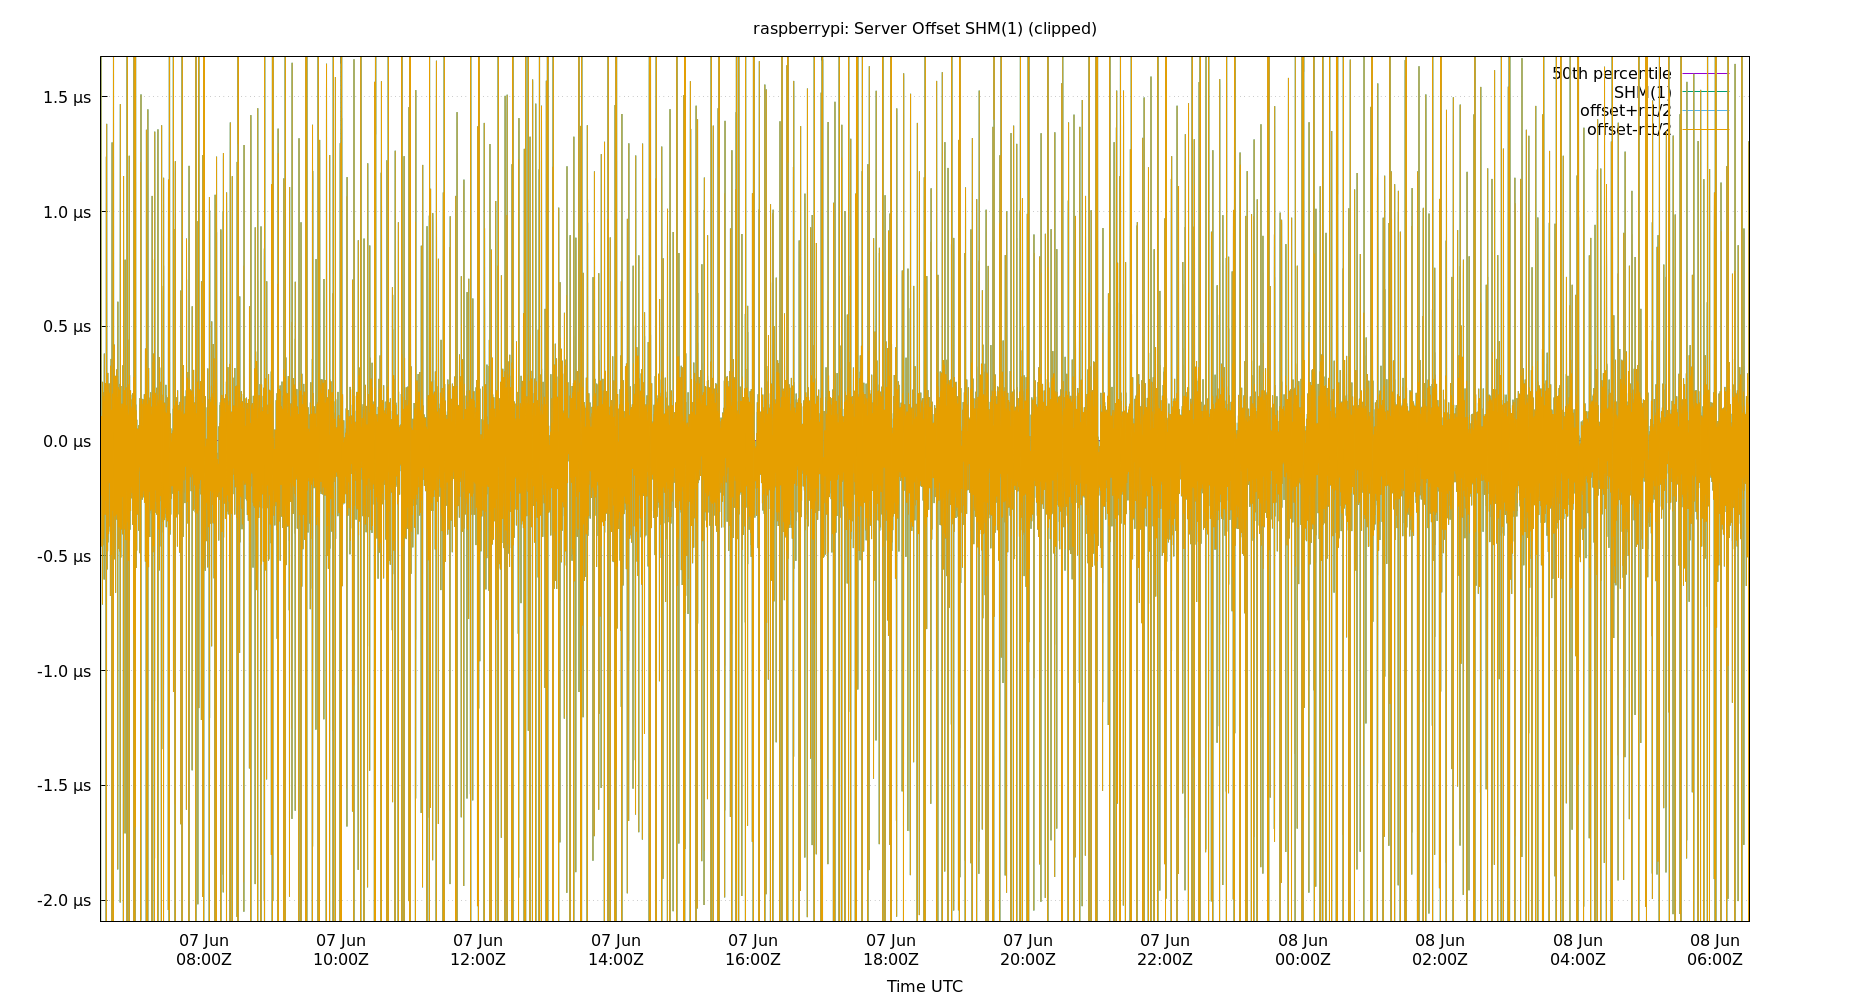 raspberrypi: Server Offset SHM(1) (clipped)
50th percentile
SHM(1)
offset+rtt/2
offset-rtt/2
1.5 µs
1.0 µs
0.5 µs
0.0 µs
-0.5 µs
-1.0 µs
-1.5 µs
-2.0 µs
07 Jun 07 Jun 07 Jun 07 Jun 07 Jun 07 Jun 07 Jun 07 Jun 08 Jun 08 Jun 08 Jun 08 Jun
08:00Z 10:00Z 12:00Z 14:00Z 16:00Z 18:00Z 20:00Z 22:00Z 00:00Z 02:00Z 04:00Z 06:00Z
Time UTC